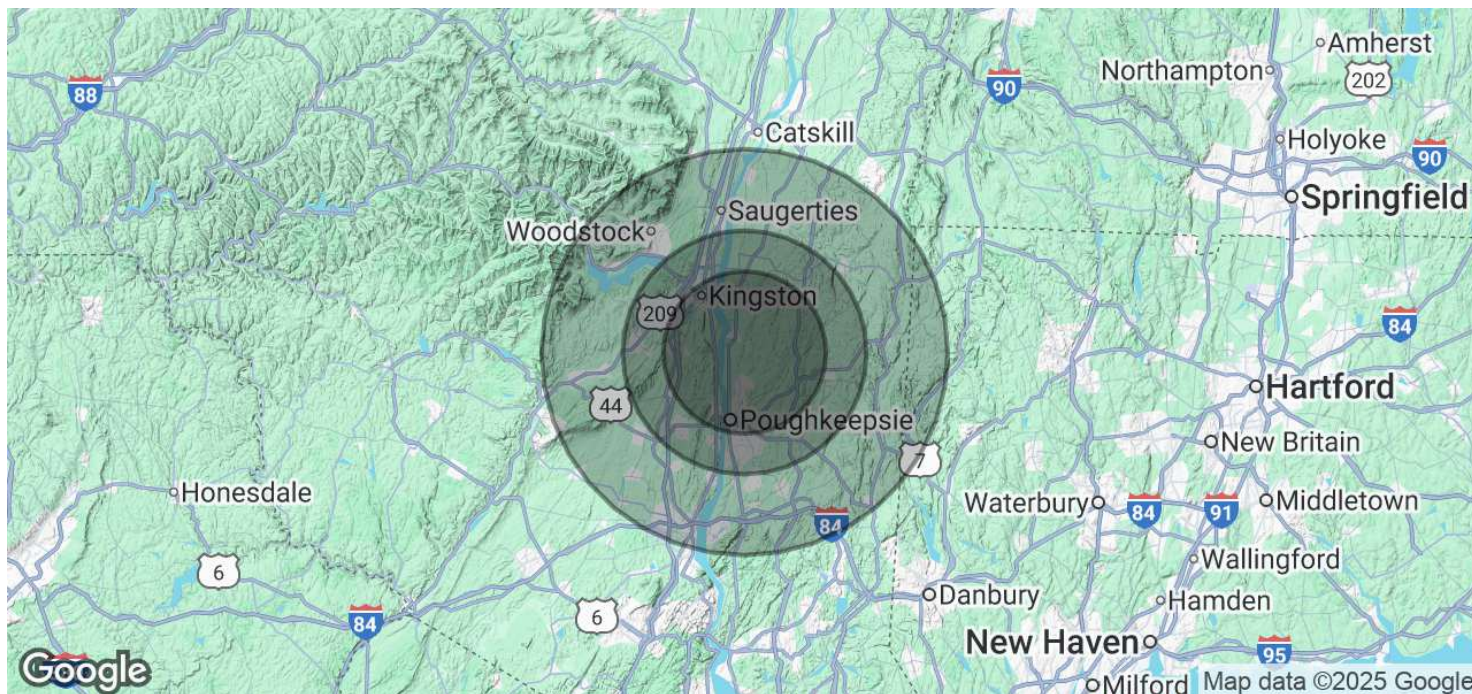 Amherst
Northampton
202
88
90
Catskill
Holyoke
90
Springfield
Saugerties
Woodstock
Kingston
209
84
Hartford
44
Poughkeepsie
New Britain
7
Honesdale
Waterbury
84
91
Middletown
84
Wallingford
6
Danbury
Hamden
6
84
New Haven
95
Google
Milford
Map data ©2025 Google